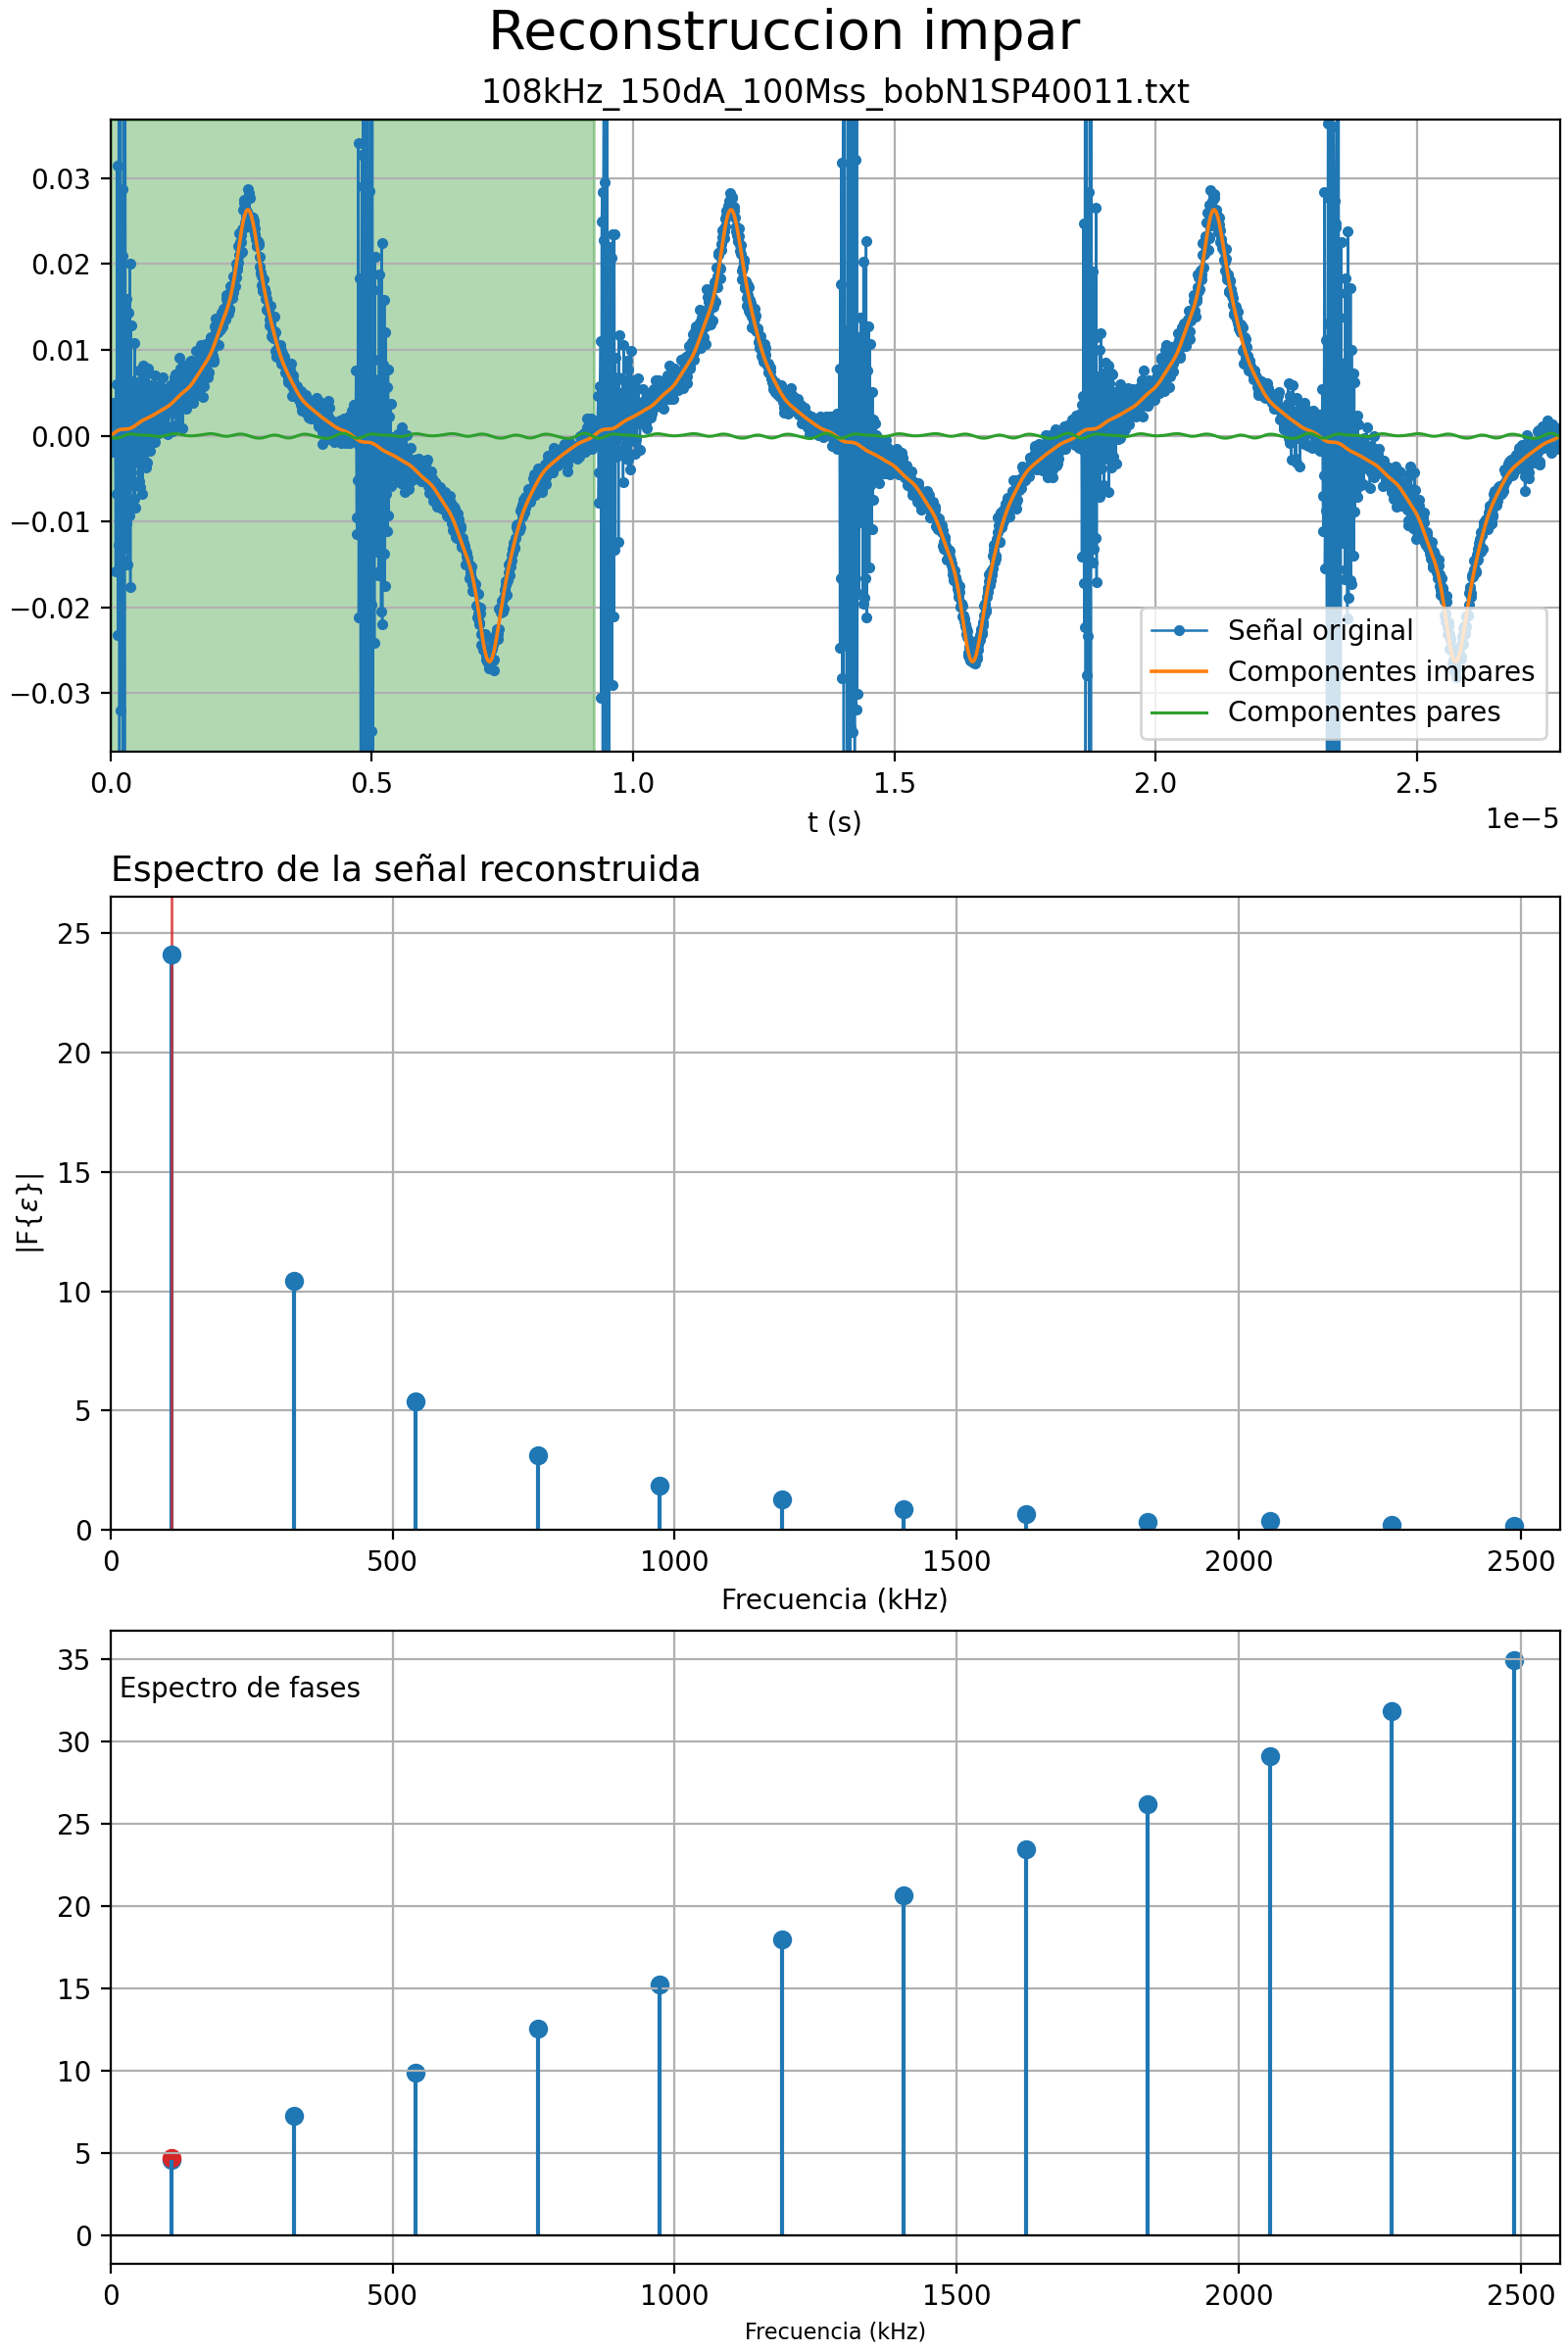 Reconstruccion impar
108kHz_150dA_100Mss_bobN1SP40011.txt
0.03
0.02
0.01
0.00
−0.01
−0.02
−0.03
Señal original
Componentes impares
Componentes pares
0.0 0.5 1.0 1.5 2.0 2.5
t (s)
1e−5
Espectro de la señal reconstruida
25
20
15
10
5
0
|F{ε}|
0 500 1000 1500 2000 2500
Frecuencia (kHz)
35
Espectro de fases
30
25
20
15
10
5
0
0 500 1000 1500 2000 2500
Frecuencia (kHz)